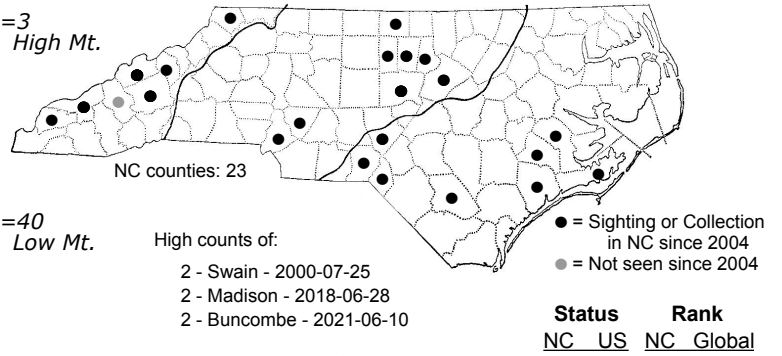 =3
High Mt.
NC counties: 23
=40
Low Mt.
High counts of:
2 - Swain - 2000-07-25
2 - Madison - 2018-06-28
2 - Buncombe - 2021-06-10
= Sighting or Collection
in NC since 2004
= Not seen since 2004
Status Rank
NC US NC Global